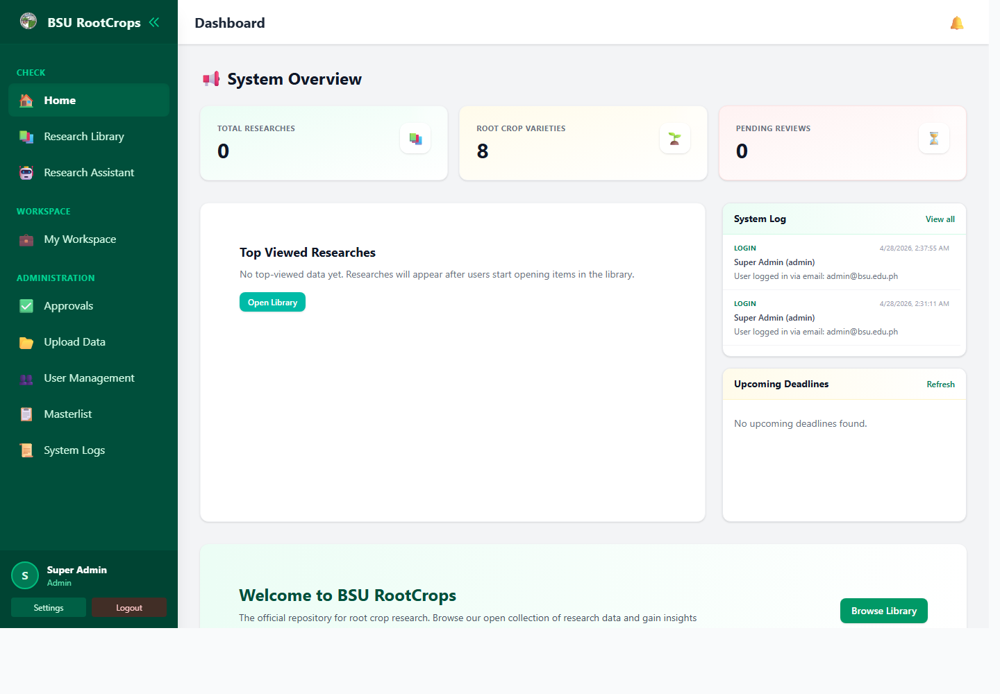 BSU RootCrops
CHECK
Home
Research Library
Research Assistant
WORKSPACE
My Workspace
ADMINISTRATION
Approvals
Upload Data
User Management
Masterlist
System Logs
S
Super Admin
Admin
Settings
Logout
Dashboard
System Overview
TOTAL RESEARCHES
0
ROOT CROP VARIETIES
8
PENDING REVIEWS
0
Top Viewed Researches
No top-viewed data yet. Researches will appear after users start opening items in the library.
Open Library
System Log
View all
LOGIN
4/28/2026, 2:37:55 AM
Super Admin (admin)
User logged in via email: admin@bsu.edu.ph
LOGIN
4/28/2026, 2:31:11 AM
Super Admin (admin)
User logged in via email: admin@bsu.edu.ph
Upcoming Deadlines
Refresh
No upcoming deadlines found.
Welcome to BSU RootCrops
The official repository for root crop research. Browse our open collection of research data and gain insights
Browse Library